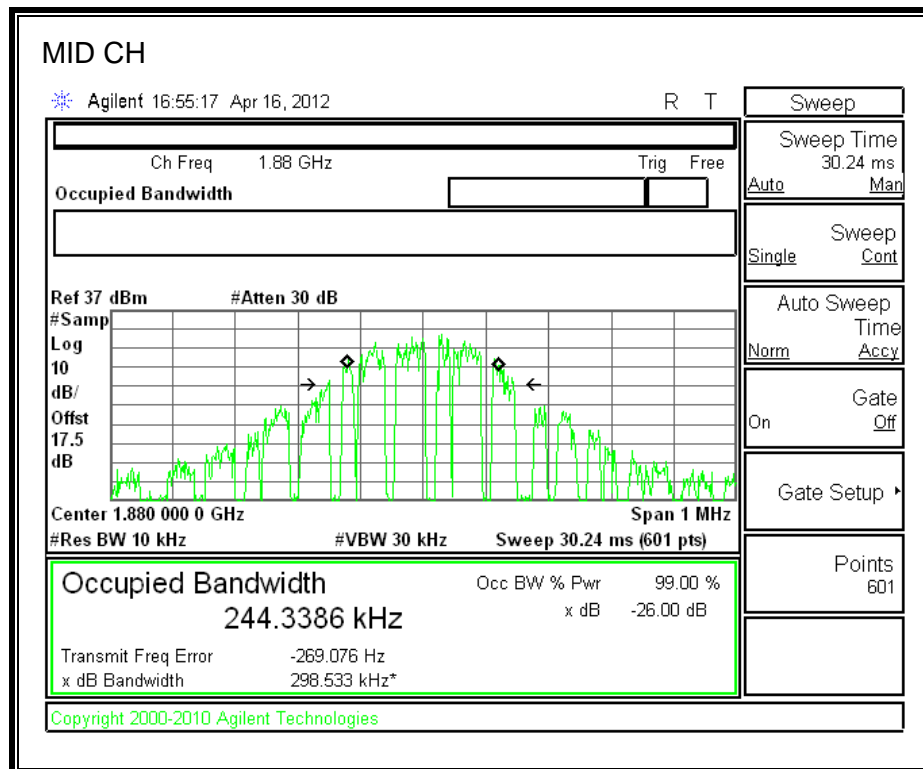 MID CH
Agilent 16:55:17 Apr 16, 2012 R T
Ch Freq 1.88 GHz Trig Free
Occupied Bandwidth
Ref 37 dBm #Atten 30 dB
#Samp
Log
10
dB/
Offst
17.5
dB
Center 1.880 000 0 GHz Span 1 MHz
#Res BW 10 kHz #VBW 30 kHz Sweep 30.24 ms (601 pts)
Occupied Bandwidth Occ BW % Pwr 99.00 %
244.3386 kHz x dB -26.00 dB
Transmit Freq Error -269.076 Hz
x dB Bandwidth 298.533 kHz*
Copyright 2000-2010 Agilent Technologies
Sweep
Sweep Time
30.24 ms
Auto Man
Sweep
Single Cont
Auto Sweep
Time
Norm Accy
Gate
On Off
Gate Setup
Points
601